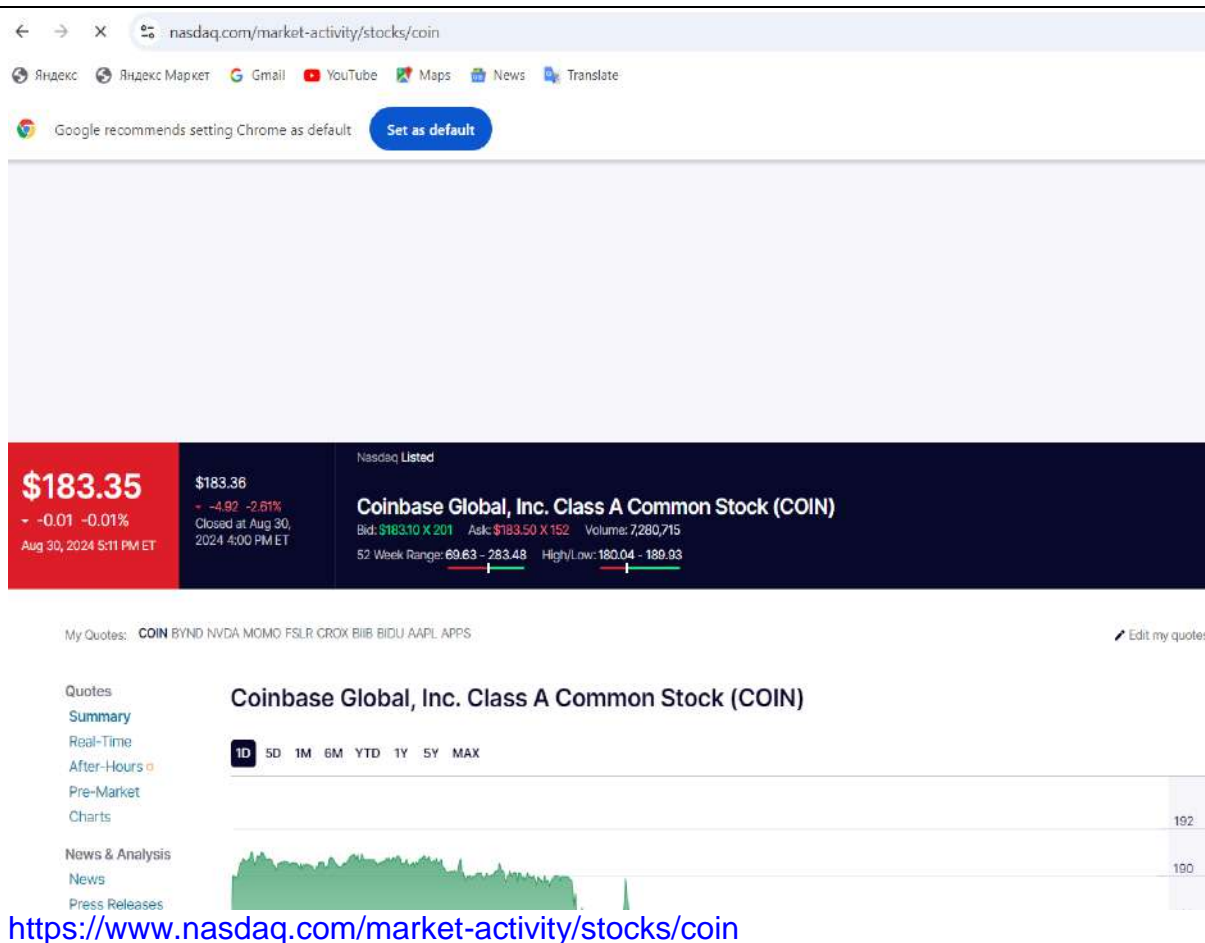 nasdaq.com/market-activity/stocks/coin
Яндекс Яндекс Маркет Gmail YouTube Maps News Translate
Google recommends setting Chrome as default Set as default
Nasdaq Listed
$183.35
-0.01 -0.01%
Aug 30, 2024 5:11 PM ET
$183.36
-4.92 -2.61%
Closed at Aug 30,
2024 4:00 PM ET
Coinbase Global, Inc. Class A Common Stock (COIN)
Bid: $183.10 X 201 Ask: $183.50 X 152 Volume: 7,280,715
52 Week Range: 69.63 - 283.48 High/Low: 180.04 - 189.93
My Quotes: COIN BYND NVDA MOMO FSLR CROX BIIB BIDU AAPL APPS
Edit my quotes
Quotes
Summary
Real-Time
After-Hours
Pre-Market
Charts
News & Analysis
News
Press Releases
Coinbase Global, Inc. Class A Common Stock (COIN)
1D 5D 1M 6M YTD 1Y 5Y MAX
192
190
https://www.nasdaq.com/market-activity/stocks/coin